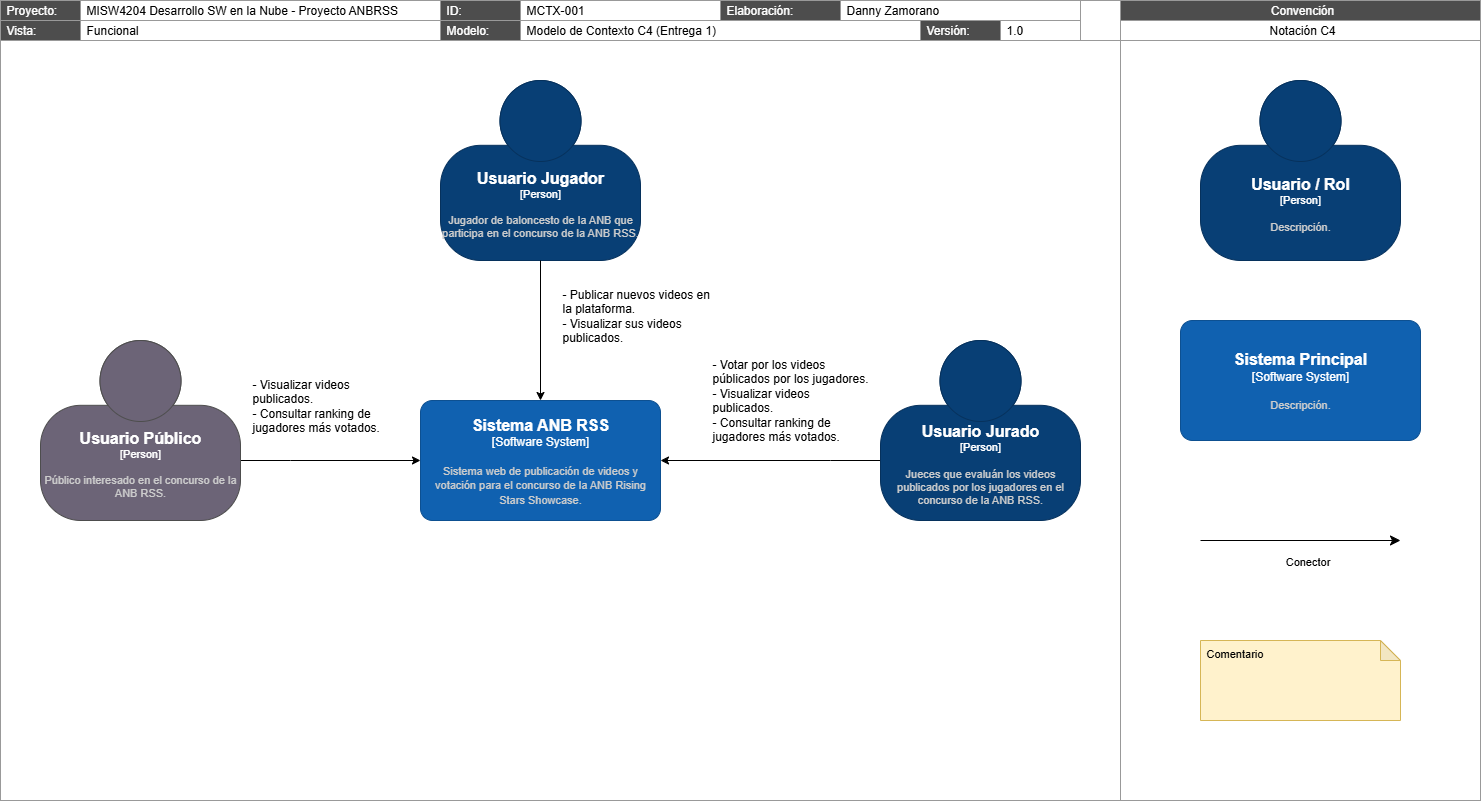 Proyecto: MISW4204 Desarrollo SW en la Nube - Proyecto ANBRSS ID: MCTX-001 Elaboración: Danny Zamorano
Vista: Funcional Modelo: Modelo de Contexto C4 (Entrega 1) Versión: 1.0
Convención
Notación C4
Usuario Jugador
[Person]
Jugador de baloncesto de la ANB que
participa en el concurso de la ANB RSS.
- Publicar nuevos videos en
la plataforma.
- Visualizar sus videos
publicados.
Usuario Público
[Person]
Público interesado en el concurso de la
ANB RSS.
- Visualizar videos
publicados.
- Consultar ranking de
jugadores más votados.
Sistema ANB RSS
[Software System]
Sistema web de publicación de videos y
votación para el concurso de la ANB Rising
Stars Showcase.
- Votar por los videos
públicados por los jugadores.
- Visualizar videos
publicados.
- Consultar ranking de
jugadores más votados.
Usuario Jurado
[Person]
Jueces que evaluán los videos
publicados por los jugadores en el
concurso de la ANB RSS.
Usuario / Rol
[Person]
Descripción.
Sistema Principal
[Software System]
Descripción.
Conector
Comentario